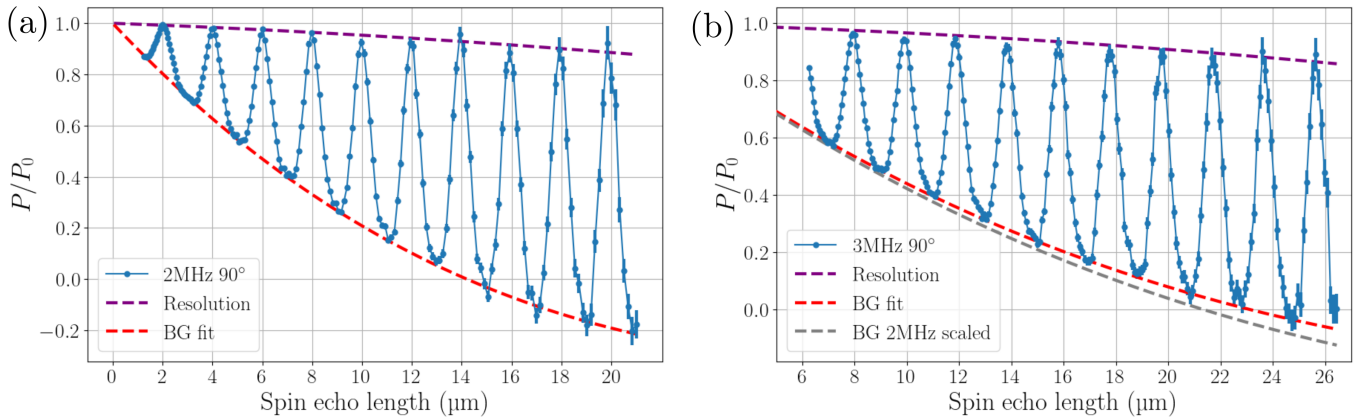 (a)
P/P0
1.0
0.8
0.6
0.4
0.2
0.0
−0.2
2MHz 90°
Resolution
BG fit
0 2 4 6 8 10 12 14 16 18 20
Spin echo length (µm)
(b)
P/P0
1.0
0.8
0.6
0.4
0.2
0.0
3MHz 90°
Resolution
BG fit
BG 2MHz scaled
6 8 10 12 14 16 18 20 22 24 26
Spin echo length (µm)